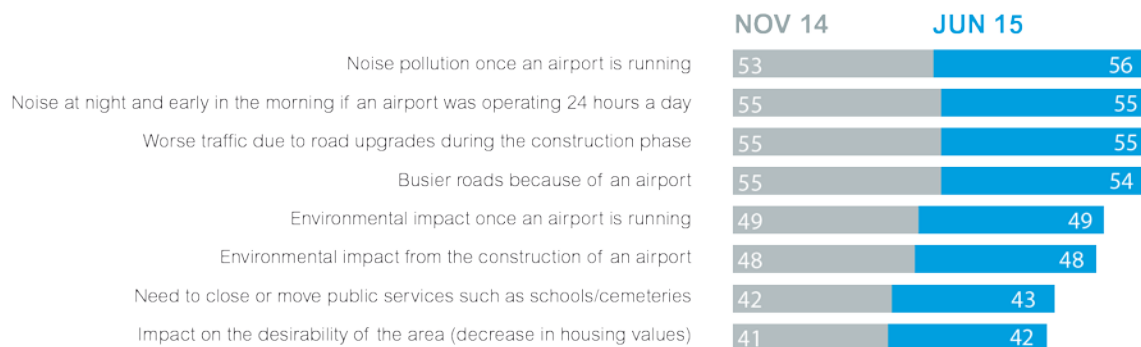 NOV 14 JUN 15
Noise pollution once an airport is running 53 56
Noise at night and early in the morning if an airport was operating 24 hours a day 55 55
Worse traffic due to road upgrades during the construction phase 55 55
Busier roads because of an airport 55 54
Environmental impact once an airport is running 49 49
Environmental impact from the construction of an airport 48 48
Need to close or move public services such as schools/cemeteries 42 43
Impact on the desirability of the area (decrease in housing values) 41 42